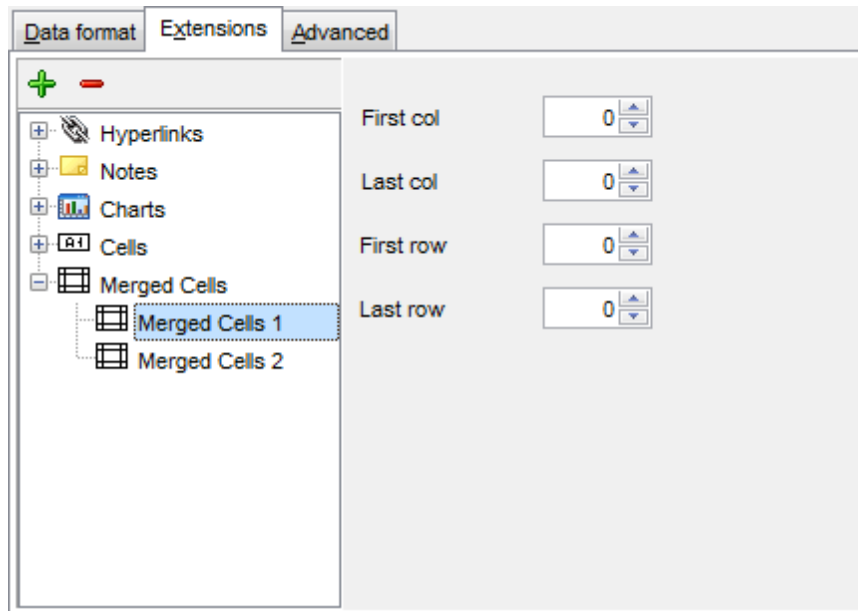 Data format Extensions Advanced
Hyperlinks
Notes
Charts
A1 Cells
Merged Cells
Merged Cells 1
Merged Cells 2
First col 0
Last col 0
First row 0
Last row 0